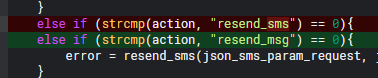 }
else if (strcmp(action, "resend_sms") == 0){
else if (strcmp(action, "resend_msg") == 0){
error = resend_sms(json_sms_param_request,